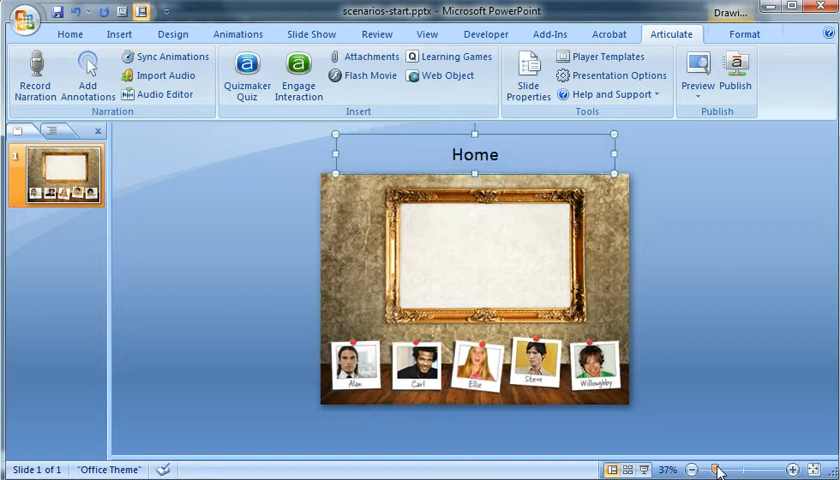 scenarios-start.pptx - Microsoft PowerPoint
Drawi...
Home Insert Design Animations Slide Show Review View Developer Add-Ins Acrobat Articulate Format
Record Narration
Add Annotations
Sync Animations
Import Audio
Audio Editor
Narration
Quizmaker Quiz
Engage Interaction
Attachments
Flash Movie
Learning Games
Web Object
Insert
Slide Properties
Player Templates
Presentation Options
Help and Support
Tools
Preview
Publish
Publish
1
Home
Alan
Carl
Ellie
Steve
Willoughby
Slide 1 of 1 "Office Theme" 37%